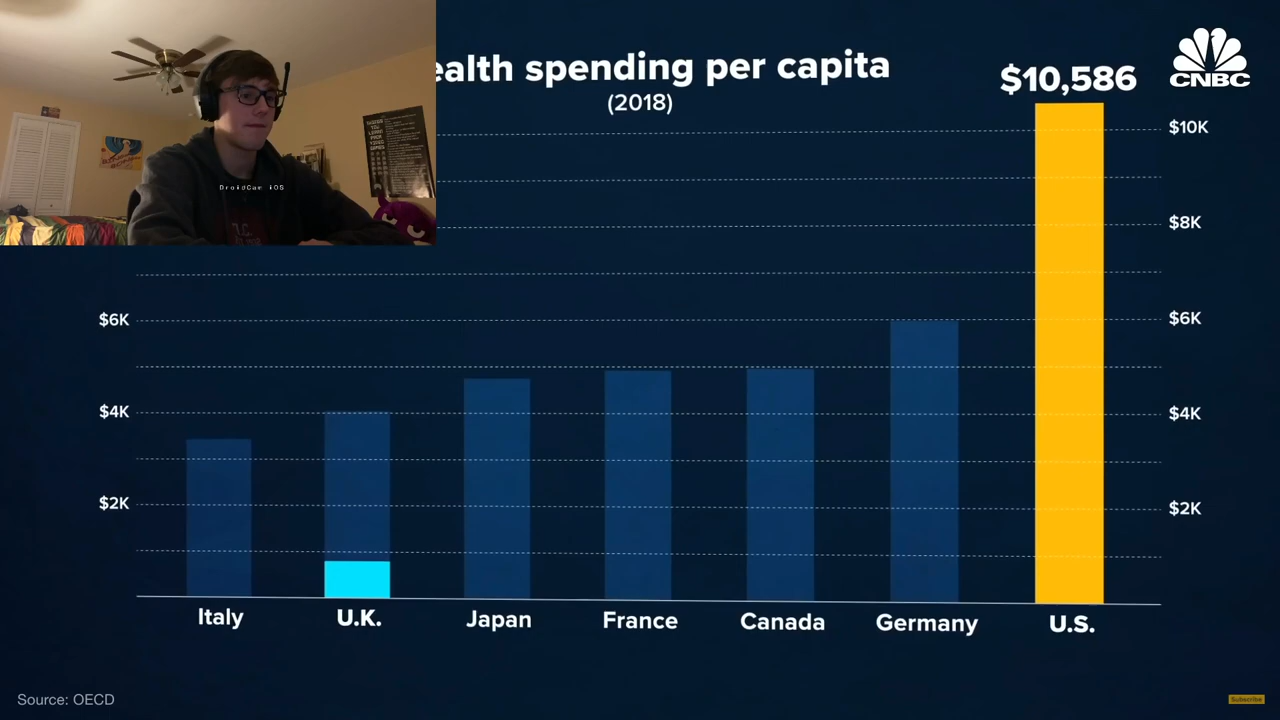 ealth spending per capita
(2018)
$10,586
CNBC
DroidCam iOS
$10K
$8K
$6K
$6K
$4K
$4K
$2K
$2K
Italy
U.K.
Japan
France
Canada
Germany
U.S.
Source: OECD
Subscribe